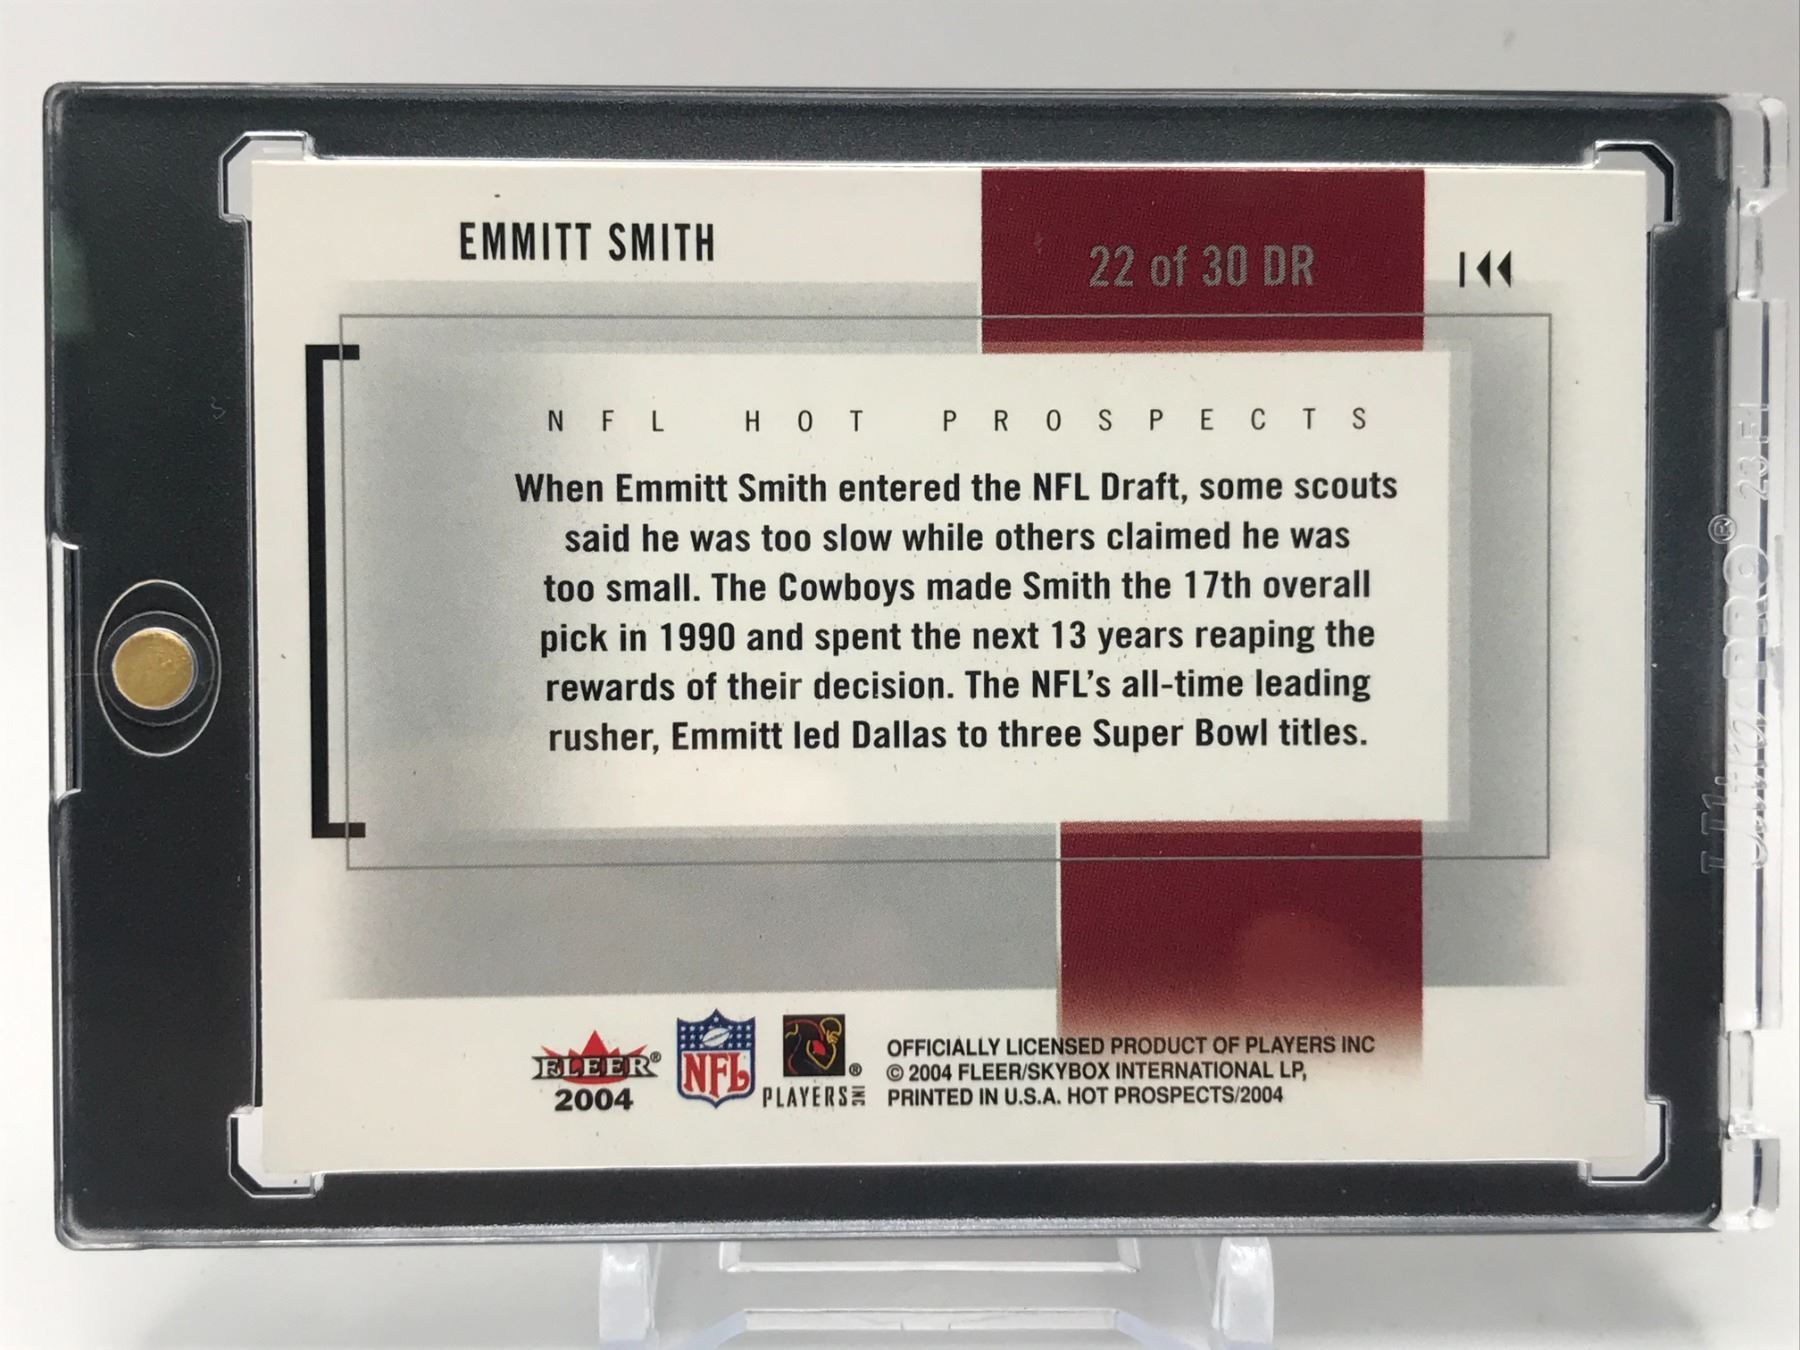 EMMITT SMITH
22 of 30 DR
NFL HOT PROSPECTS
When Emmitt Smith entered the NFL Draft, some scouts
said he was too slow while others claimed he was
too small. The Cowboys made Smith the 17th overall
pick in 1990 and spent the next 13 years reaping the
rewards of their decision. The NFL's all-time leading
rusher, Emmitt led Dallas to three Super Bowl titles.
FLEER®
2004
NFL
PLAYERS INC ®
OFFICIALLY LICENSED PRODUCT OF PLAYERS INC
© 2004 FLEER/SKYBOX INTERNATIONAL LP,
PRINTED IN U.S.A. HOT PROSPECTS/2004
Ultra PRO®